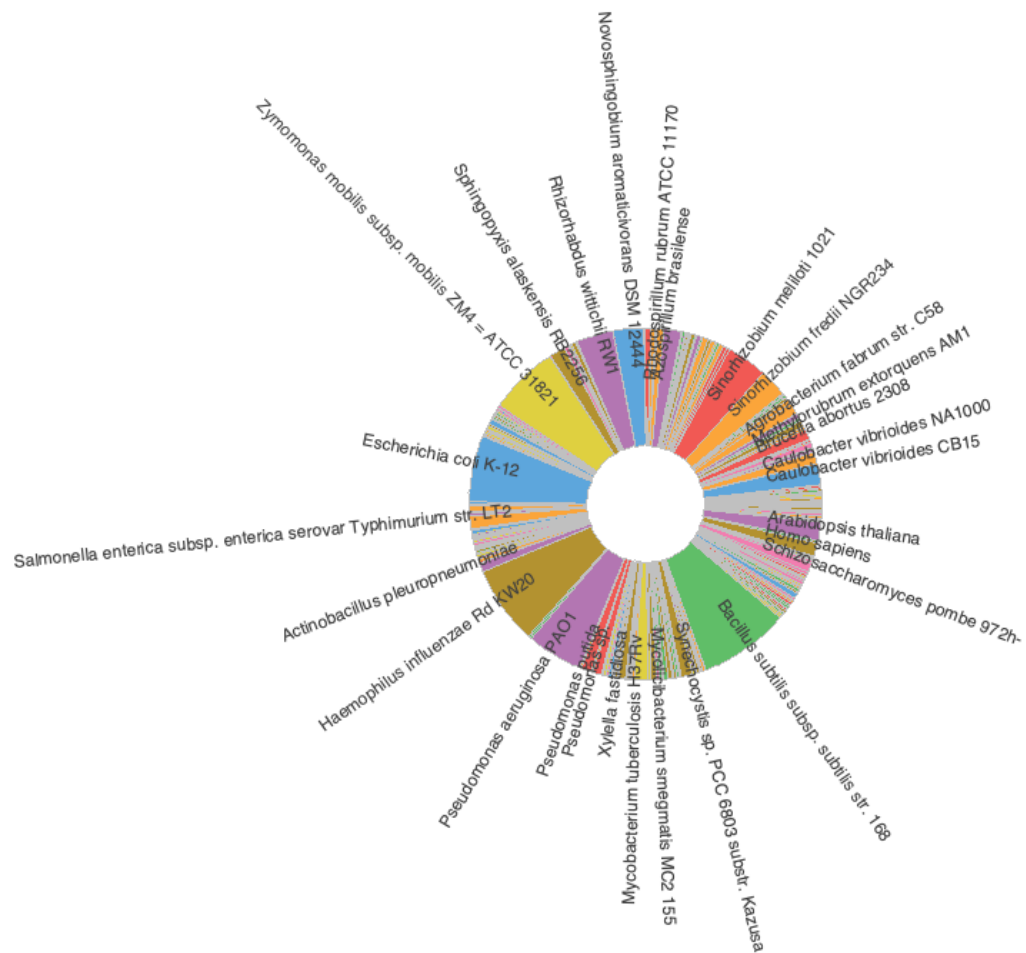 Novosphingobium aromaticivorans DSM 12444
Rhodospirillum rubrum ATCC 11170
Azospirillum brasilense
Sinorhizobium meliloti 1021
Sinorhizobium fredii NGR234
Agrobacterium fabrum str. C58
Methylorubrum extorquens AM1
Brucella abortus 2308
Caulobacter vibrioides NA1000
Caulobacter vibrioides CB15
Arabidopsis thaliana
Homo sapiens
Schizosaccharomyces pombe 972h-
Bacillus subtilis subsp. subtilis str. 168
Synechocystis sp. PCC 6803 substr. Kazusa
Mycolicibacterium smegmatis MC2 155
Mycobacterium tuberculosis H37Rv
Xylella fastidiosa
Pseudomonas sp.
Pseudomonas putida
Pseudomonas aeruginosa PAO1
Haemophilus influenzae Rd KW20
Actinobacillus pleuropneumoniae
Salmonella enterica subsp. enterica serovar Typhimurium str. LT2
Escherichia coli K-12
Zymomonas mobilis subsp. mobilis ZM4 = ATCC 31821
Sphingopyxis alaskensis RB2256
Rhizorhabdus wittichii RW1